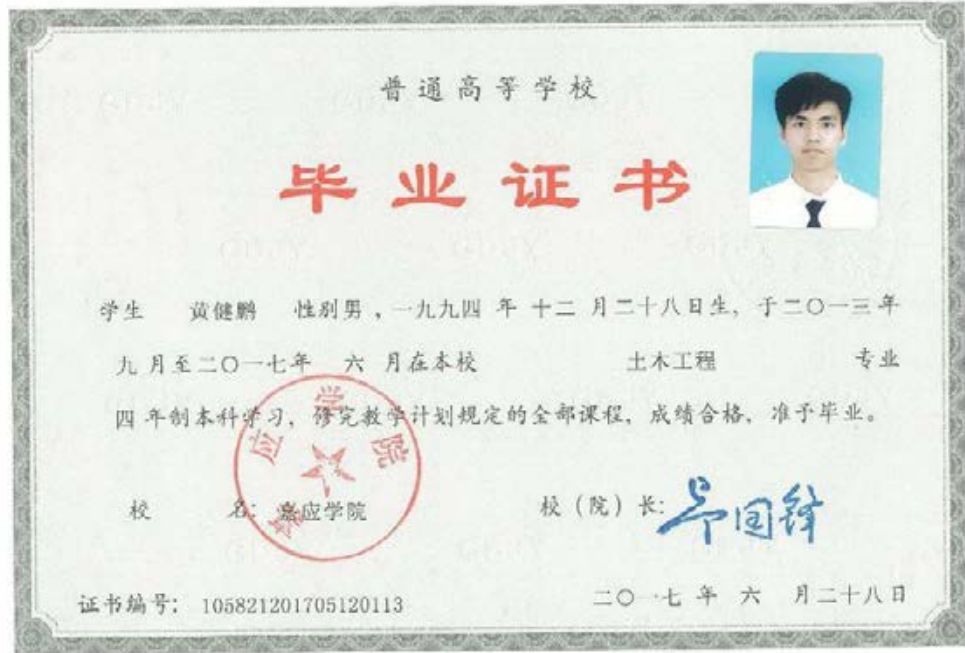 普通高等学校
毕业证书
学生 黄健鹏 性别男，一九九四 年 十二 月二十八日生，于二〇一三年
九 月至二〇一七年 六 月在本校 土木工程 专业
四 年制本科学习，修完教学计划规定的全部课程，成绩合格，准予毕业。
校 名：嘉应学院 校（院）长：
嘉应学院
证书编号：105821201705120113 二〇一七 年 六 月二十八日